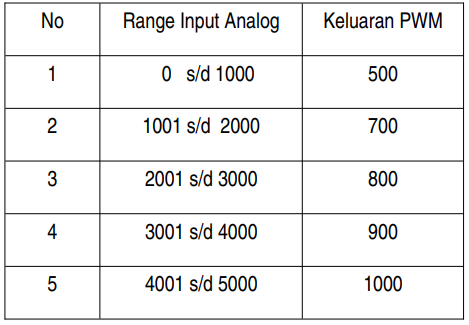 No Range Input Analog Keluaran PWM
1 0 s/d 1000 500
2 1001 s/d 2000 700
3 2001 s/d 3000 800
4 3001 s/d 4000 900
5 4001 s/d 5000 1000